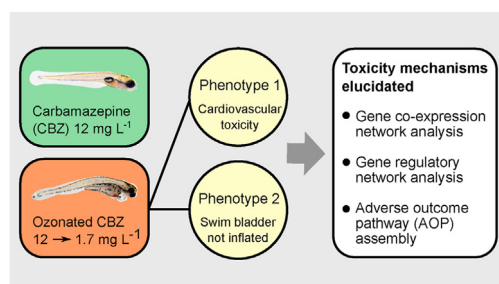 Carbamazepine
(CBZ) 12 mg L⁻¹
Ozonated CBZ
12 → 1.7 mg L⁻¹
Phenotype 1
Cardiovascular
toxicity
Phenotype 2
Swim bladder
not inflated
Toxicity mechanisms
elucidated
● Gene co-expression
network analysis
● Gene regulatory
network analysis
● Adverse outcome
pathway (AOP)
assembly